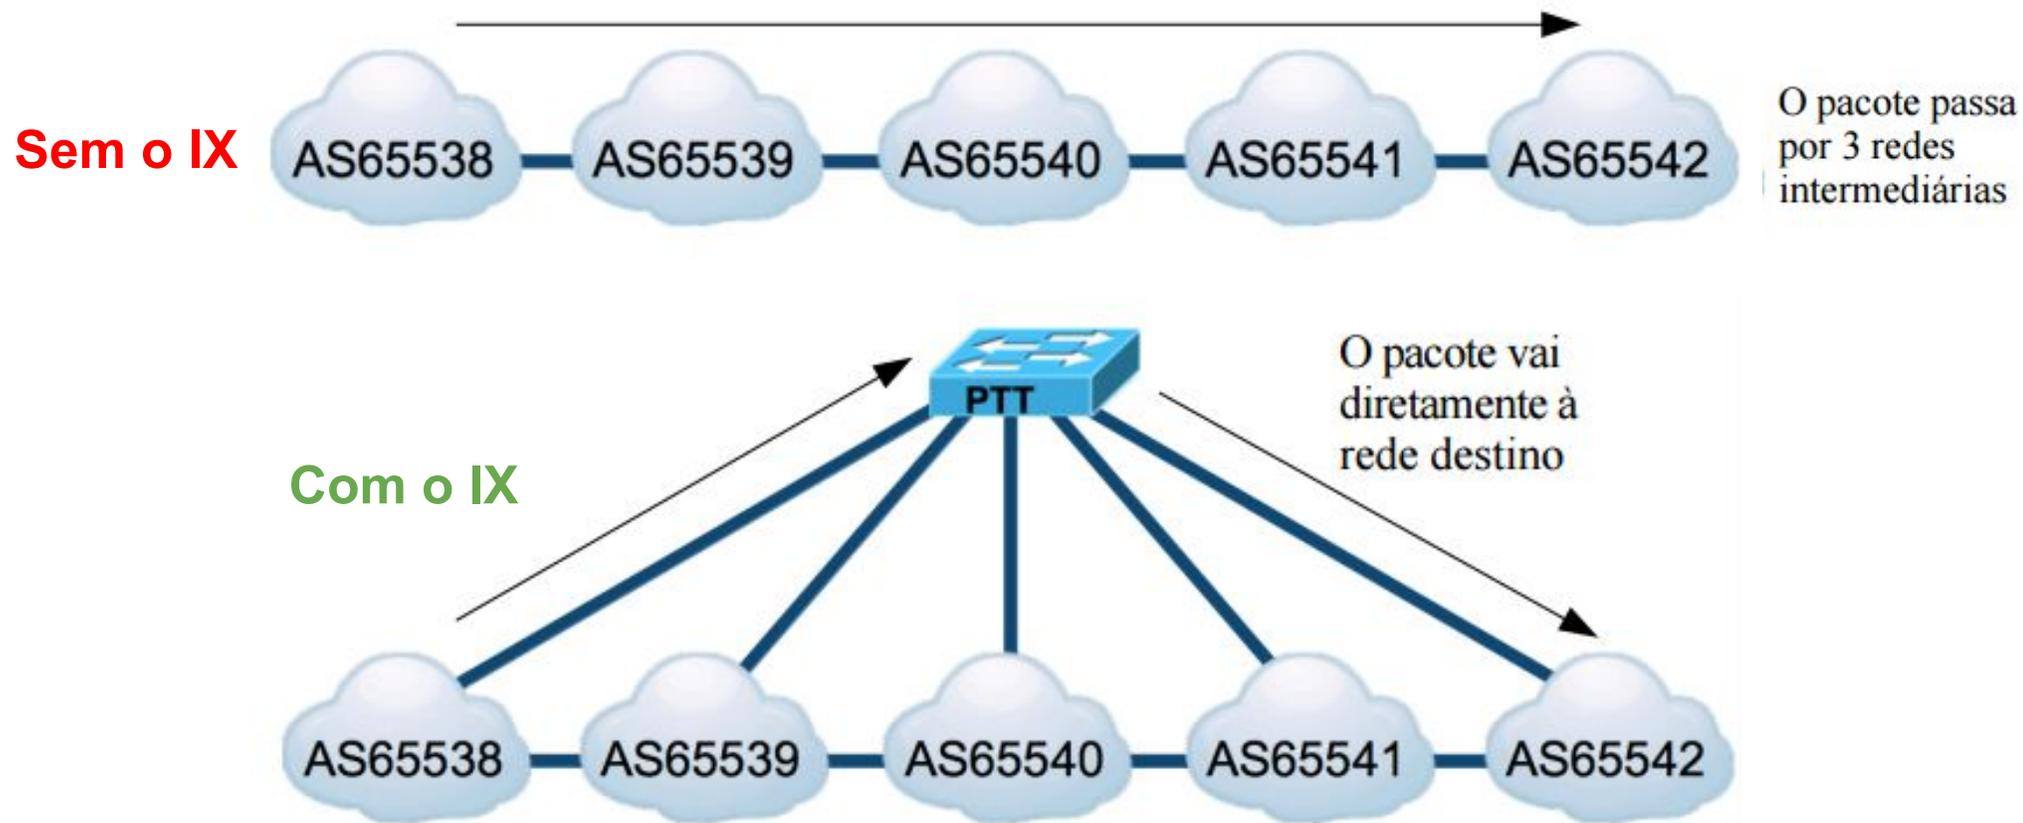 Sem o IX
AS65538
AS65539
AS65540
AS65541
AS65542
O pacote passa
por 3 redes
intermediárias
PTT
O pacote vai
diretamente à
rede destino
Com o IX
AS65538
AS65539
AS65540
AS65541
AS65542